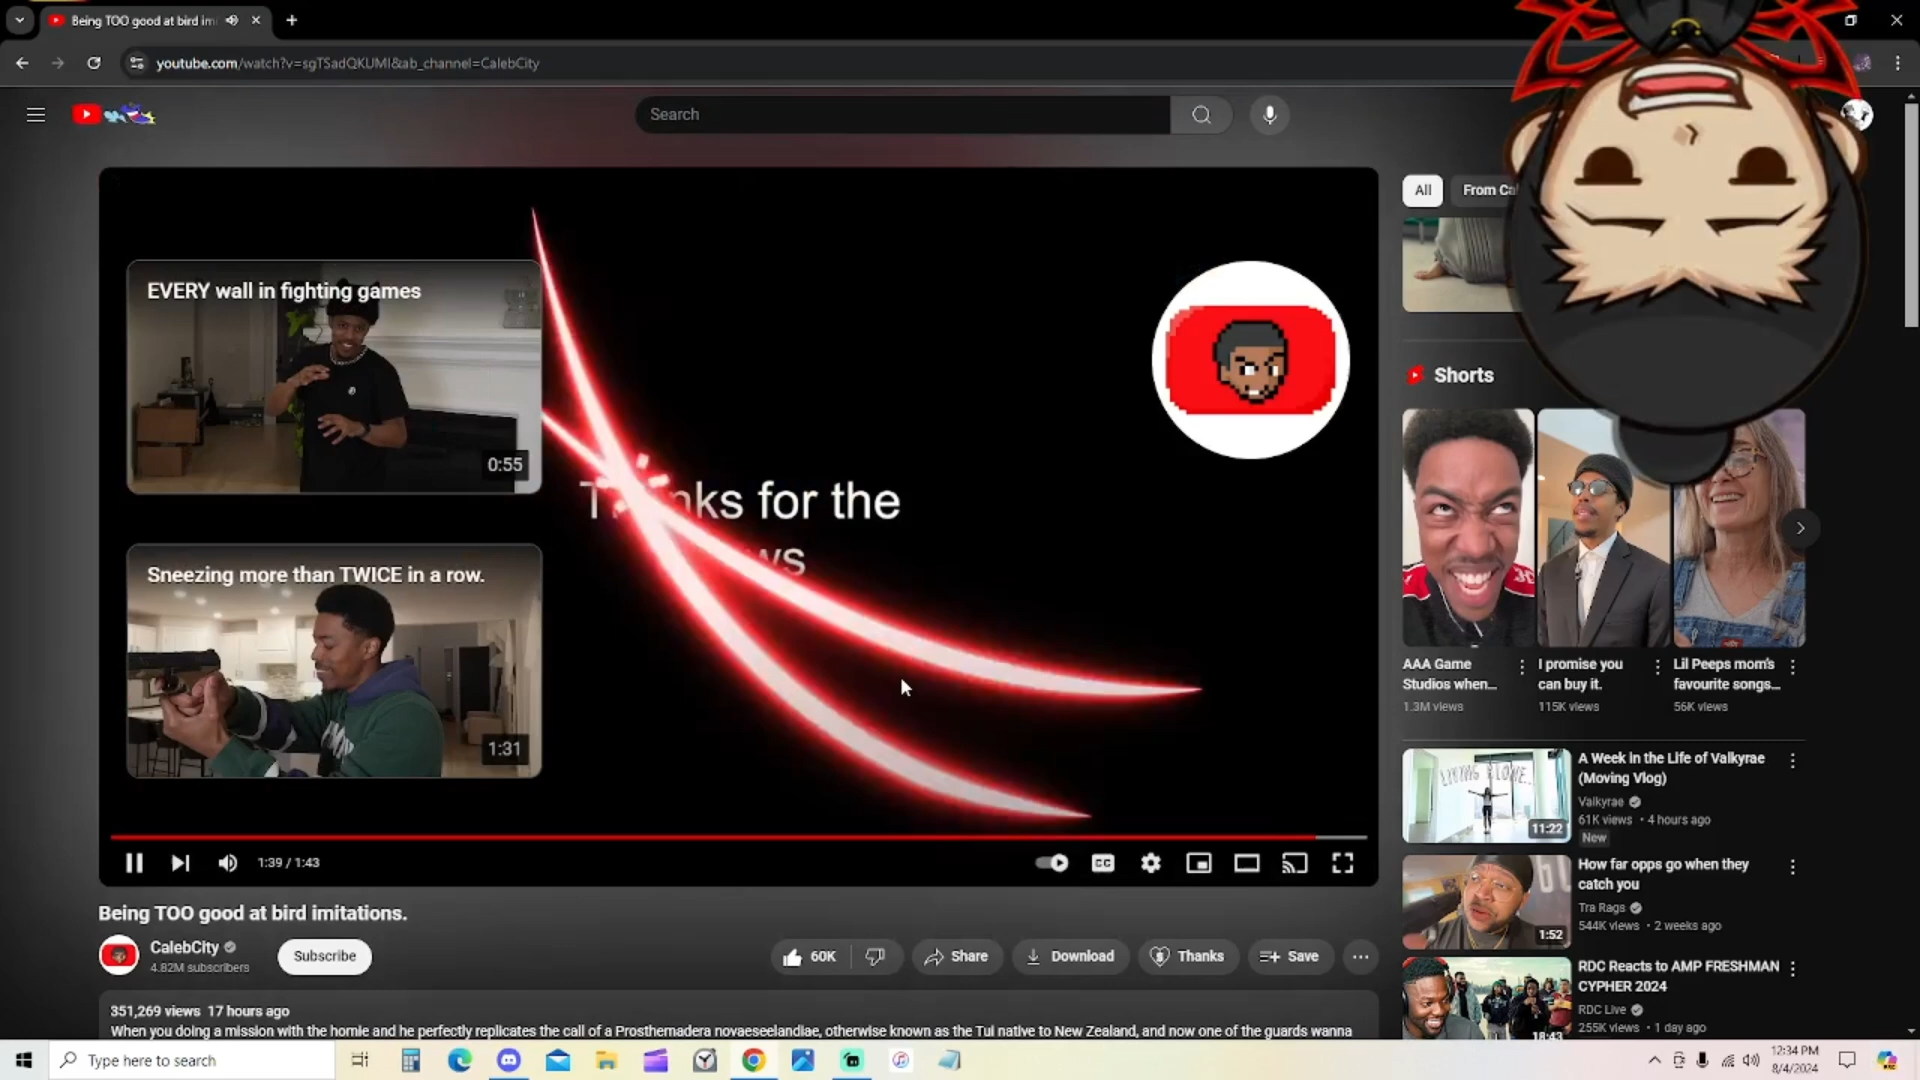 Being TOO good at bird im
youtube.com/watch?v=sgTSadQKUMI&ab_channel=CalebCity
Search
All
From Ca
EVERY wall in fighting games
0:55
Sneezing more than TWICE in a row.
1:31
for the
1:39 / 1:43
CC
Shorts
AAA Game
Studios when...
1.3M views
I promise you
can buy it.
115K views
Lil Peeps mom's
favourite songs...
56K views
LIVING ALONE..
11:22
A Week in the Life of Valkyrae
(Moving Vlog)
Valkyrae
61K views • 4 hours ago
New
1:52
How far opps go when they
catch you
Tra Rags
544K views • 2 weeks ago
18:43
RDC Reacts to AMP FRESHMAN
CYPHER 2024
RDC Live
255K views • 1 day ago
Being TOO good at bird imitations.
CalebCity
4.82M subscribers
Subscribe
60K
Share
Download
Thanks
Save
351,269 views 17 hours ago
When you doing a mission with the homie and he perfectly replicates the call of a Prosthemadera novaeseelandiae, otherwise known as the Tui native to New Zealand, and now one of the guards wanna
Type here to search
12:34 PM
8/4/2024